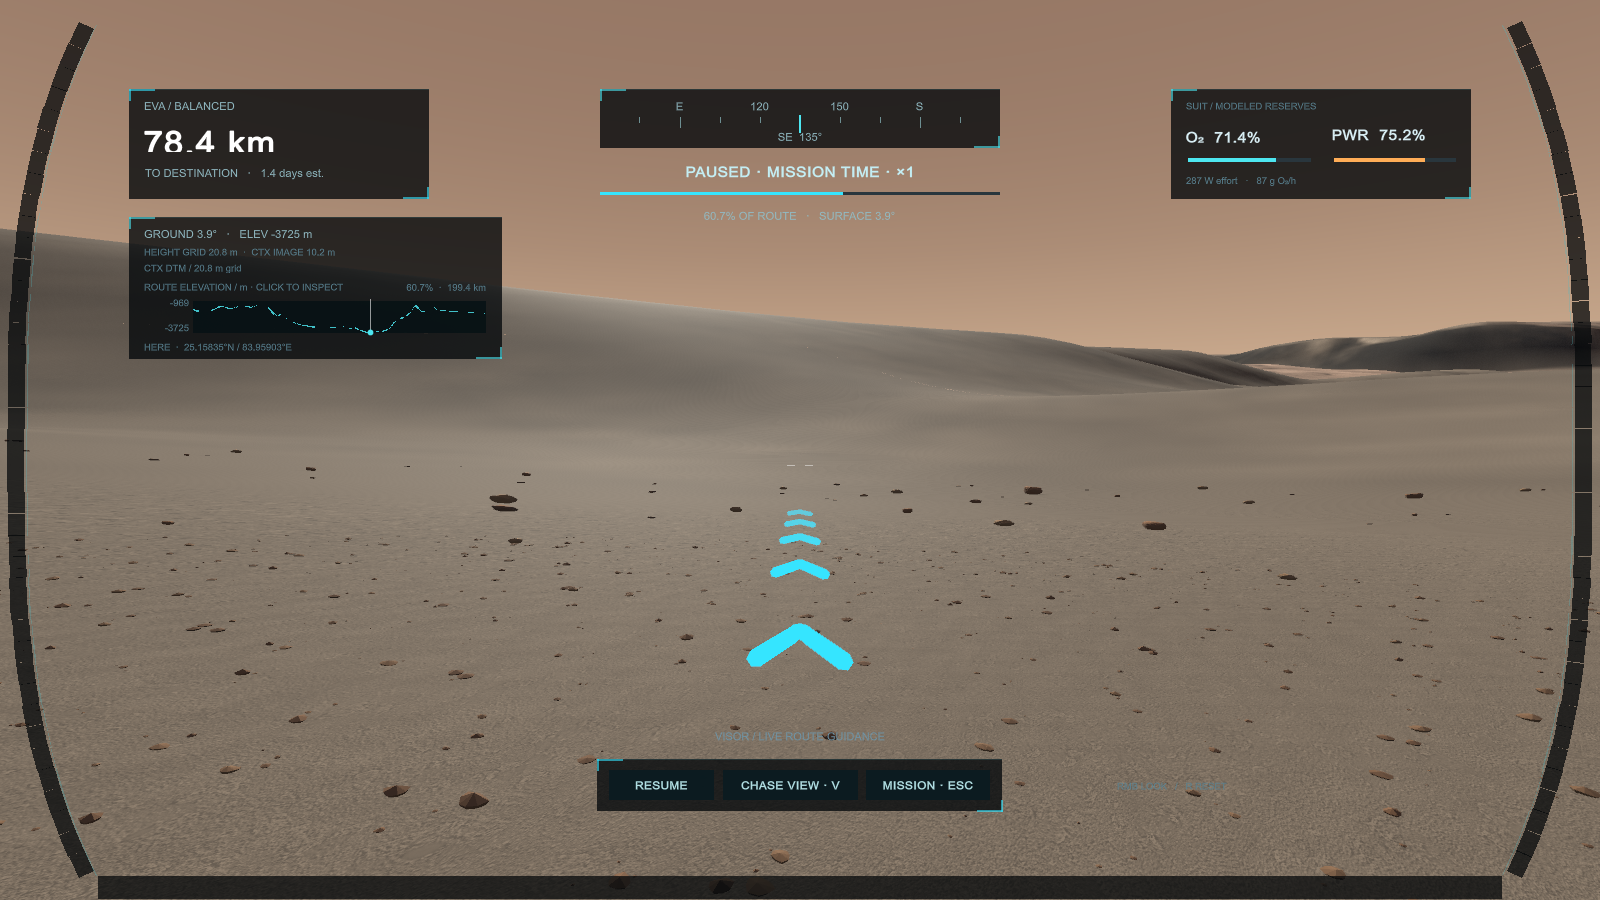 EVA / BALANCED
78.4 km
TO DESTINATION · 1.4 days est.
E 120 150 S
SE 135°
PAUSED · MISSION TIME · ×1
60.7% OF ROUTE · SURFACE 3.9°
SUIT / MODELED RESERVES
O₂ 71.4% PWR 75.2%
287 W effort · 87 g O₂/h
GROUND 3.9° · ELEV -3725 m
HEIGHT GRID 20.8 m · CTX IMAGE 10.2 m
CTX DTM / 20.8 m grid
ROUTE ELEVATION / m · CLICK TO INSPECT 60.7% · 199.4 km
-969
-3725
HERE · 25.15835°N / 83.95903°E
VISOR / LIVE ROUTE GUIDANCE
RESUME CHASE VIEW · V MISSION · ESC